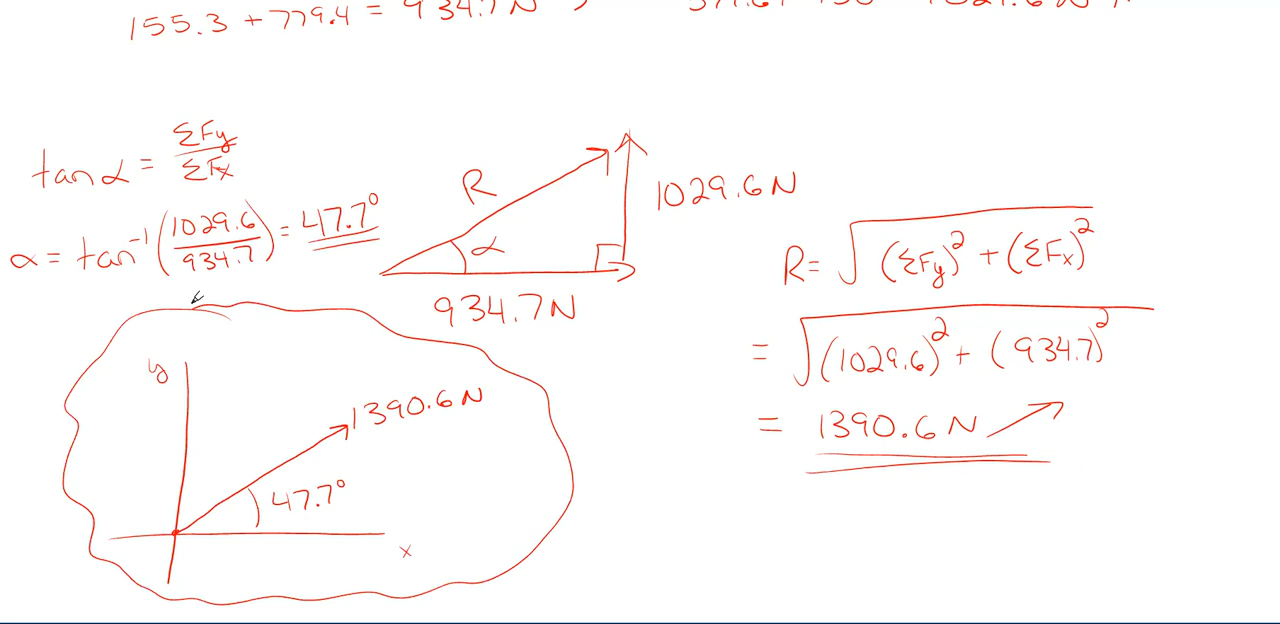 155.3 + 779.4 = 934.7 N
tan α = ΣFy / ΣFx
α = tan⁻¹(1029.6 / 934.7) = 47.7°
R
α
1029.6 N
934.7 N
R = √((ΣFy)² + (ΣFx)²)
= √((1029.6)² + (934.7)²)
= 1390.6 N
y
1390.6 N
47.7°
x